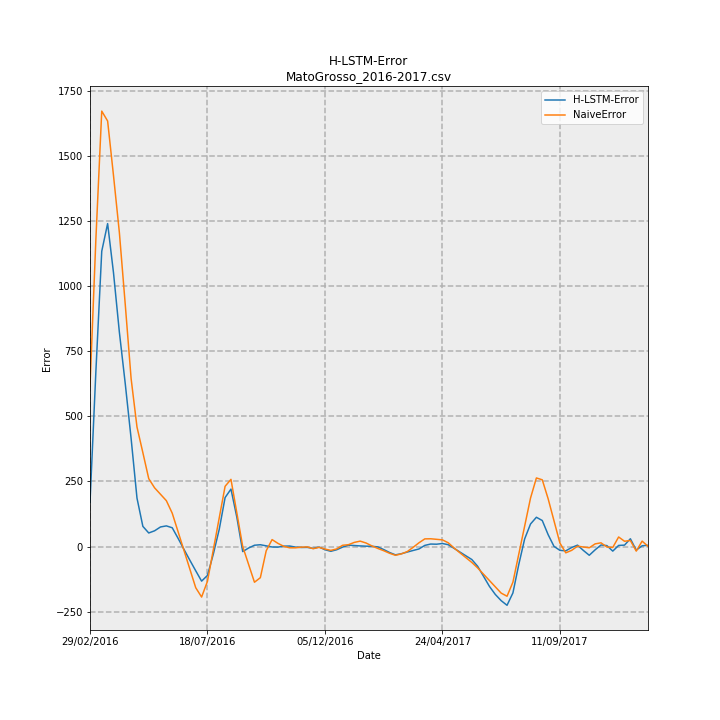 H-LSTM-Error
MatoGrosso_2016-2017.csv
H-LSTM-Error
NaiveError
1750
1500
1250
1000
750
500
250
0
−250
Error
29/02/2016
18/07/2016
05/12/2016
24/04/2017
11/09/2017
Date